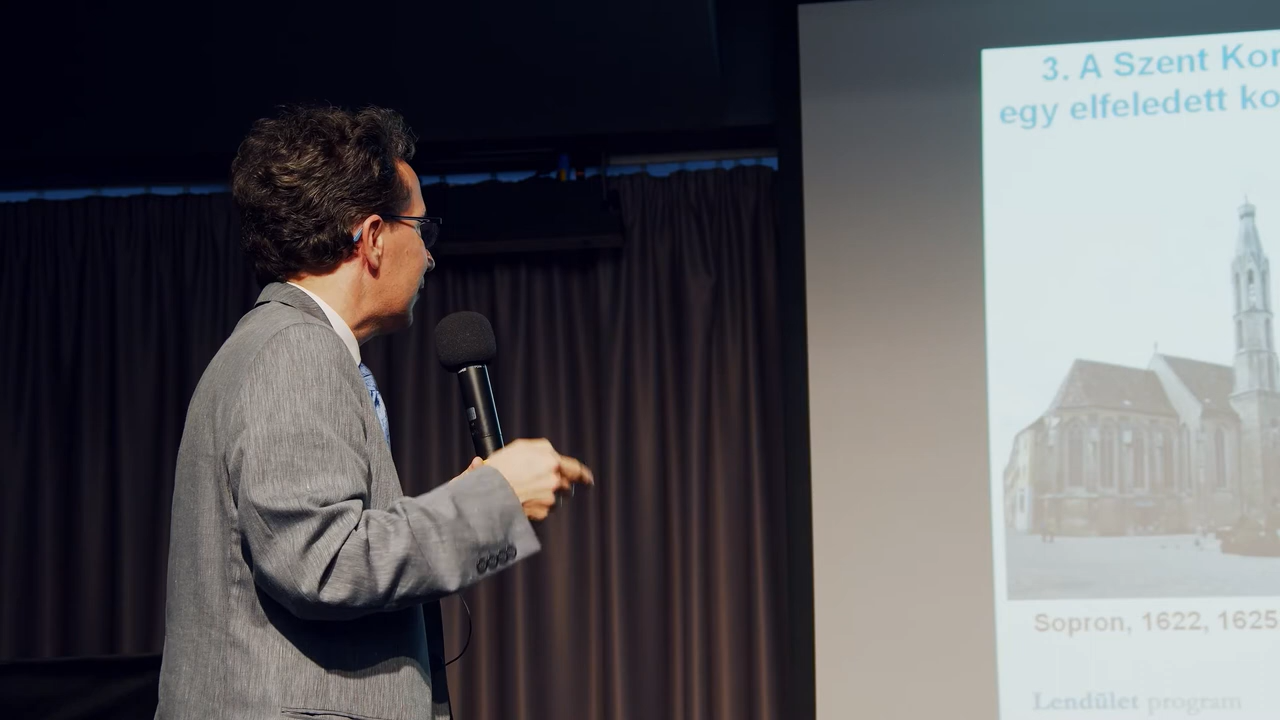 3. A Szent Kor
egy elfeledett ko
Sopron, 1622, 1625
Lendület program